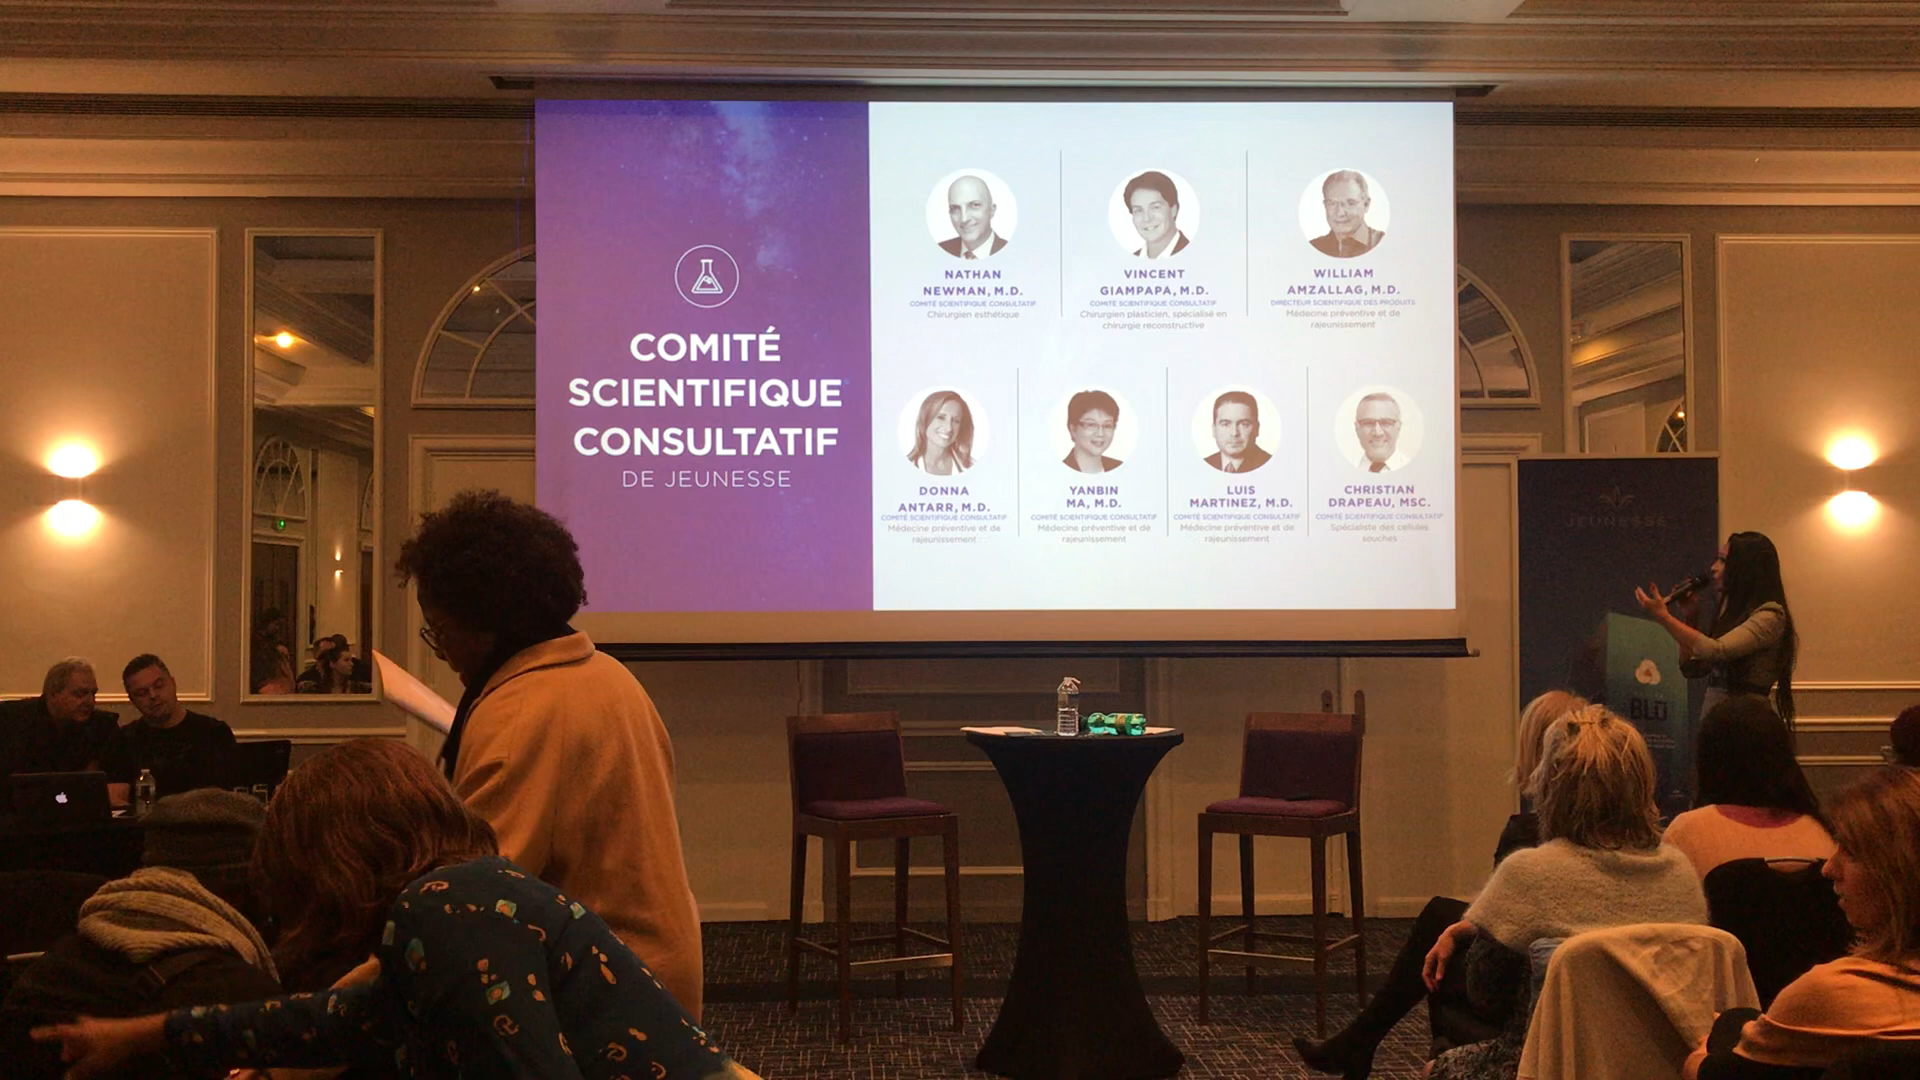 COMITÉ
SCIENTIFIQUE
CONSULTATIF
DE JEUNESSE
NATHAN
NEWMAN, M.D.
COMITÉ SCIENTIFIQUE CONSULTATIF
Chirurgien esthétique
VINCENT
GIAMPAPA, M.D.
COMITÉ SCIENTIFIQUE CONSULTATIF
Chirurgien plasticien, spécialisé en
chirurgie reconstructive
WILLIAM
AMZALLAG, M.D.
DIRECTEUR SCIENTIFIQUE DES PRODUITS
Médecine préventive et de
rajeunissement
DONNA
ANTARR, M.D.
COMITÉ SCIENTIFIQUE CONSULTATIF
Médecine préventive et de
rajeunissement
YANBIN
MA, M.D.
COMITÉ SCIENTIFIQUE CONSULTATIF
Médecine préventive et de
rajeunissement
LUIS
MARTINEZ, M.D.
COMITÉ SCIENTIFIQUE CONSULTATIF
Médecine préventive et de
rajeunissement
CHRISTIAN
DRAPEAU, MSC.
COMITÉ SCIENTIFIQUE CONSULTATIF
Spécialiste des cellules
souches
JEUNESSE
BLÜ